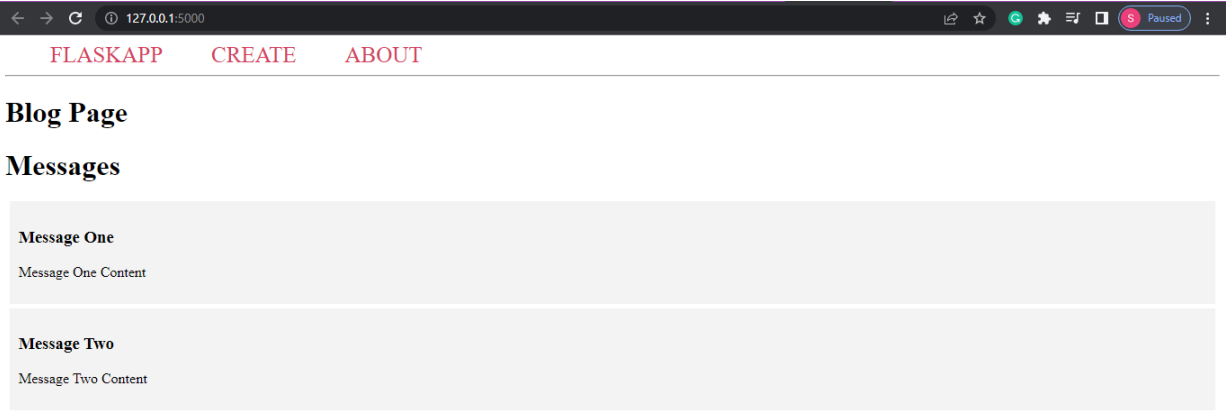 127.0.0.1:5000
G
S Paused
FLASKAPP CREATE ABOUT
Blog Page
Messages
Message One
Message One Content
Message Two
Message Two Content